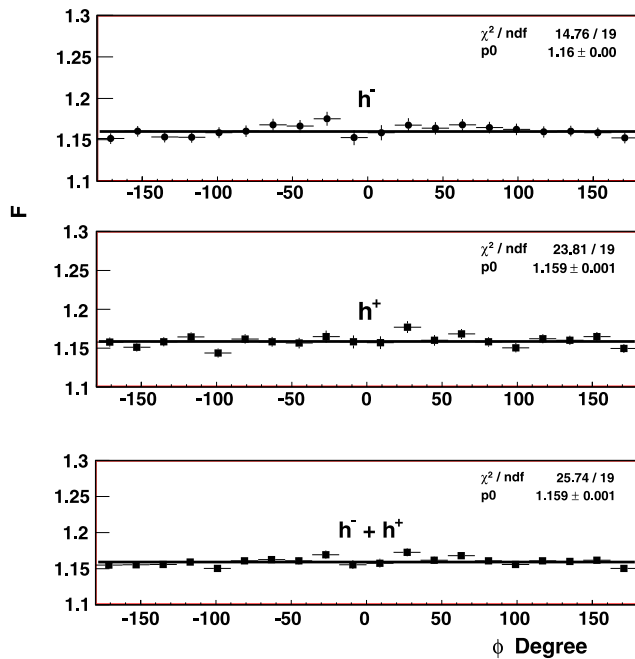 1.3
χ² / ndf 14.76 / 19
p0 1.16 ± 0.00
1.25
1.2
h⁻
1.15
1.1
-150 -100 -50 0 50 100 150
F
1.3
χ² / ndf 23.81 / 19
p0 1.159 ± 0.001
1.25
1.2
h⁺
1.15
1.1
-150 -100 -50 0 50 100 150
1.3
χ² / ndf 25.74 / 19
p0 1.159 ± 0.001
1.25
1.2
h⁻ + h⁺
1.15
1.1
-150 -100 -50 0 50 100 150
ϕ Degree